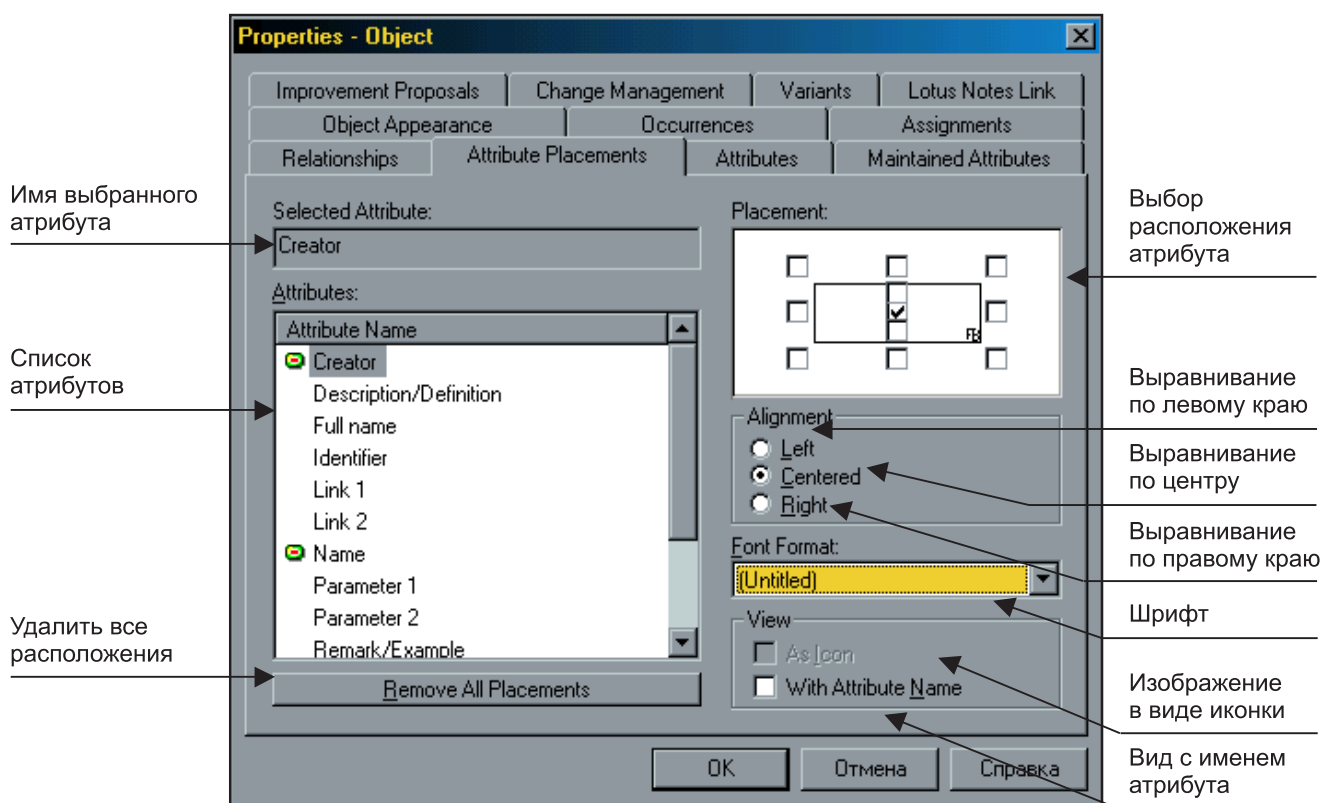 Properties - Object
Improvement Proposals
Change Management
Variants
Lotus Notes Link
Object Appearance
Occurrences
Assignments
Relationships
Attribute Placements
Attributes
Maintained Attributes
Имя выбранного
атрибута
Selected Attribute:
Creator
Placement:
Выбор
расположения
атрибута
Attributes:
Attribute Name
Creator
Description/Definition
Full name
Identifier
Link 1
Link 2
Name
Parameter 1
Parameter 2
Remark/Example
Список
атрибутов
Alignment
Left
Centered
Right
Выравнивание
по левому краю
Выравнивание
по центру
Выравнивание
по правому краю
Font Format:
(Untitled)
Шрифт
View
As Icon
With Attribute Name
Удалить все
расположения
Remove All Placements
Изображение
в виде иконки
Вид с именем
атрибута
OK
Отмена
Справка